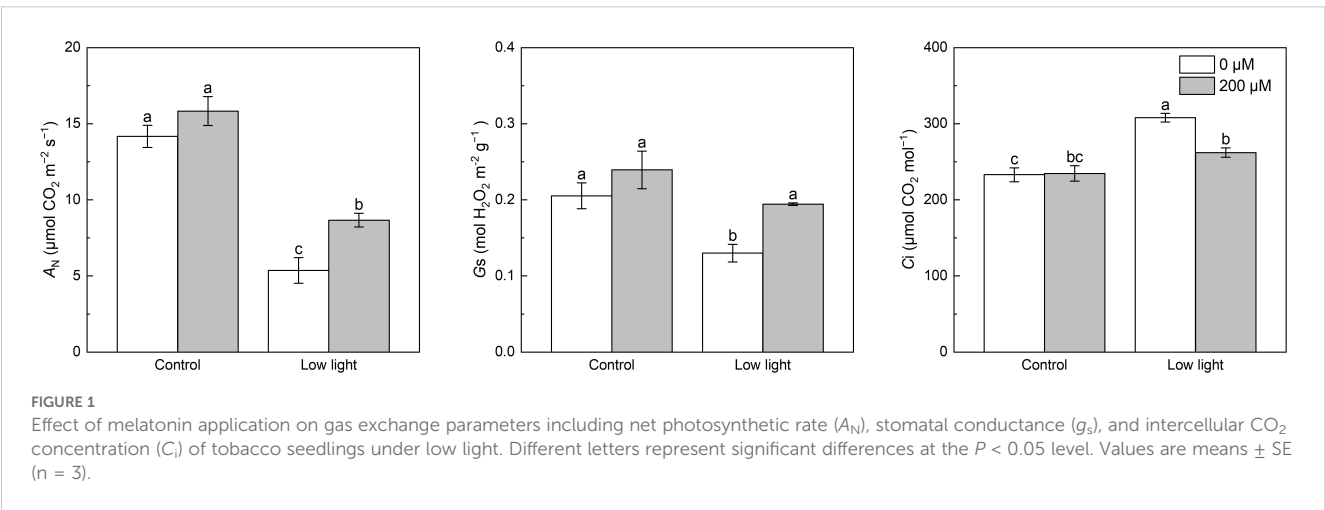 20
15
10
5
0
A_N (µmol CO₂ m⁻² s⁻¹)
a
a
c
b
Control
Low light
0.4
0.3
0.2
0.1
0.0
Gs (mol H₂O₂ m⁻² g⁻¹)
a
a
b
a
Control
Low light
400
300
200
100
0
Ci (µmol CO₂ mol⁻¹)
0 µM
200 µM
c
bc
a
b
Control
Low light
FIGURE 1
Effect of melatonin application on gas exchange parameters including net photosynthetic rate (A_N), stomatal conductance (g_s), and intercellular CO₂
concentration (C_i) of tobacco seedlings under low light. Different letters represent significant differences at the P < 0.05 level. Values are means ± SE
(n = 3).